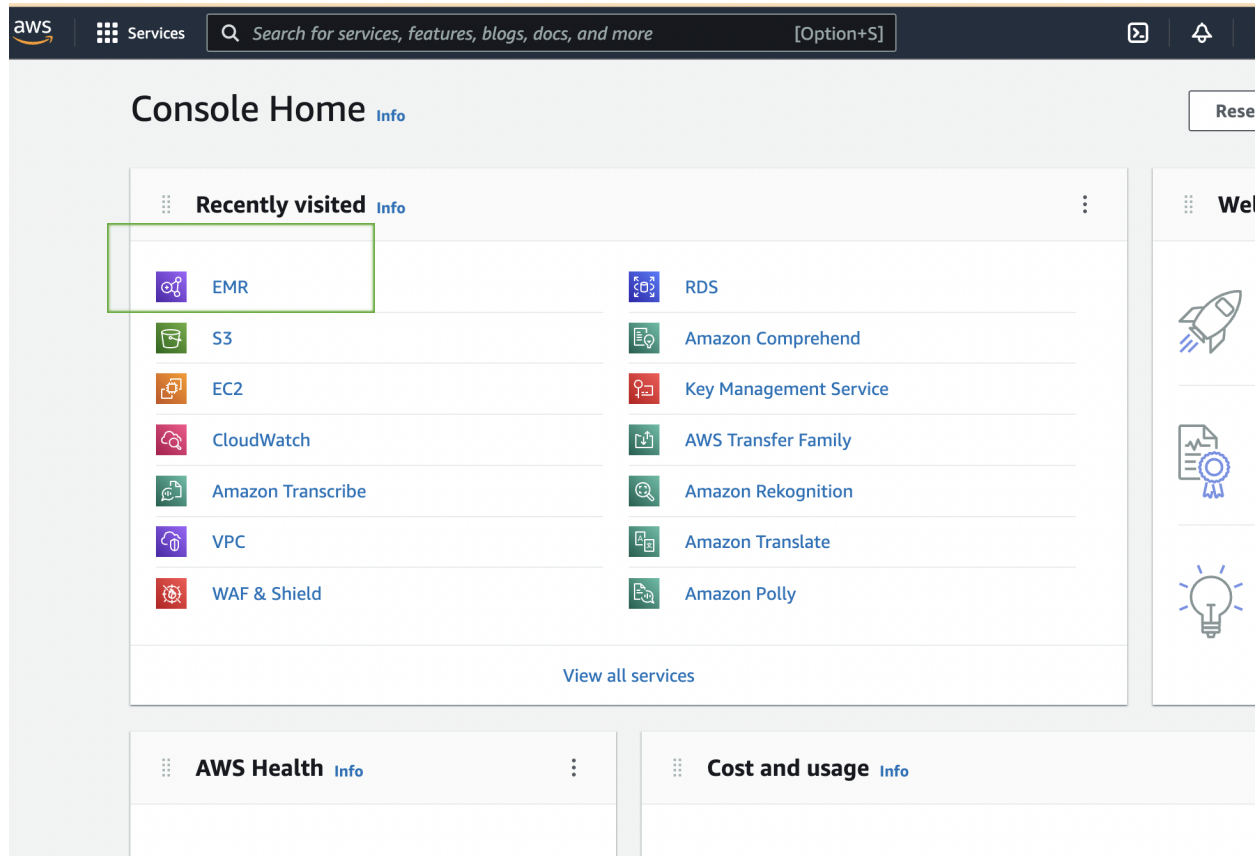 aws Services Search for services, features, blogs, docs, and more [Option+S]
Console Home Info
Recently visited Info
EMR
S3
EC2
CloudWatch
Amazon Transcribe
VPC
WAF & Shield
RDS
Amazon Comprehend
Key Management Service
AWS Transfer Family
Amazon Rekognition
Amazon Translate
Amazon Polly
View all services
Rese
Wel
AWS Health Info
Cost and usage Info